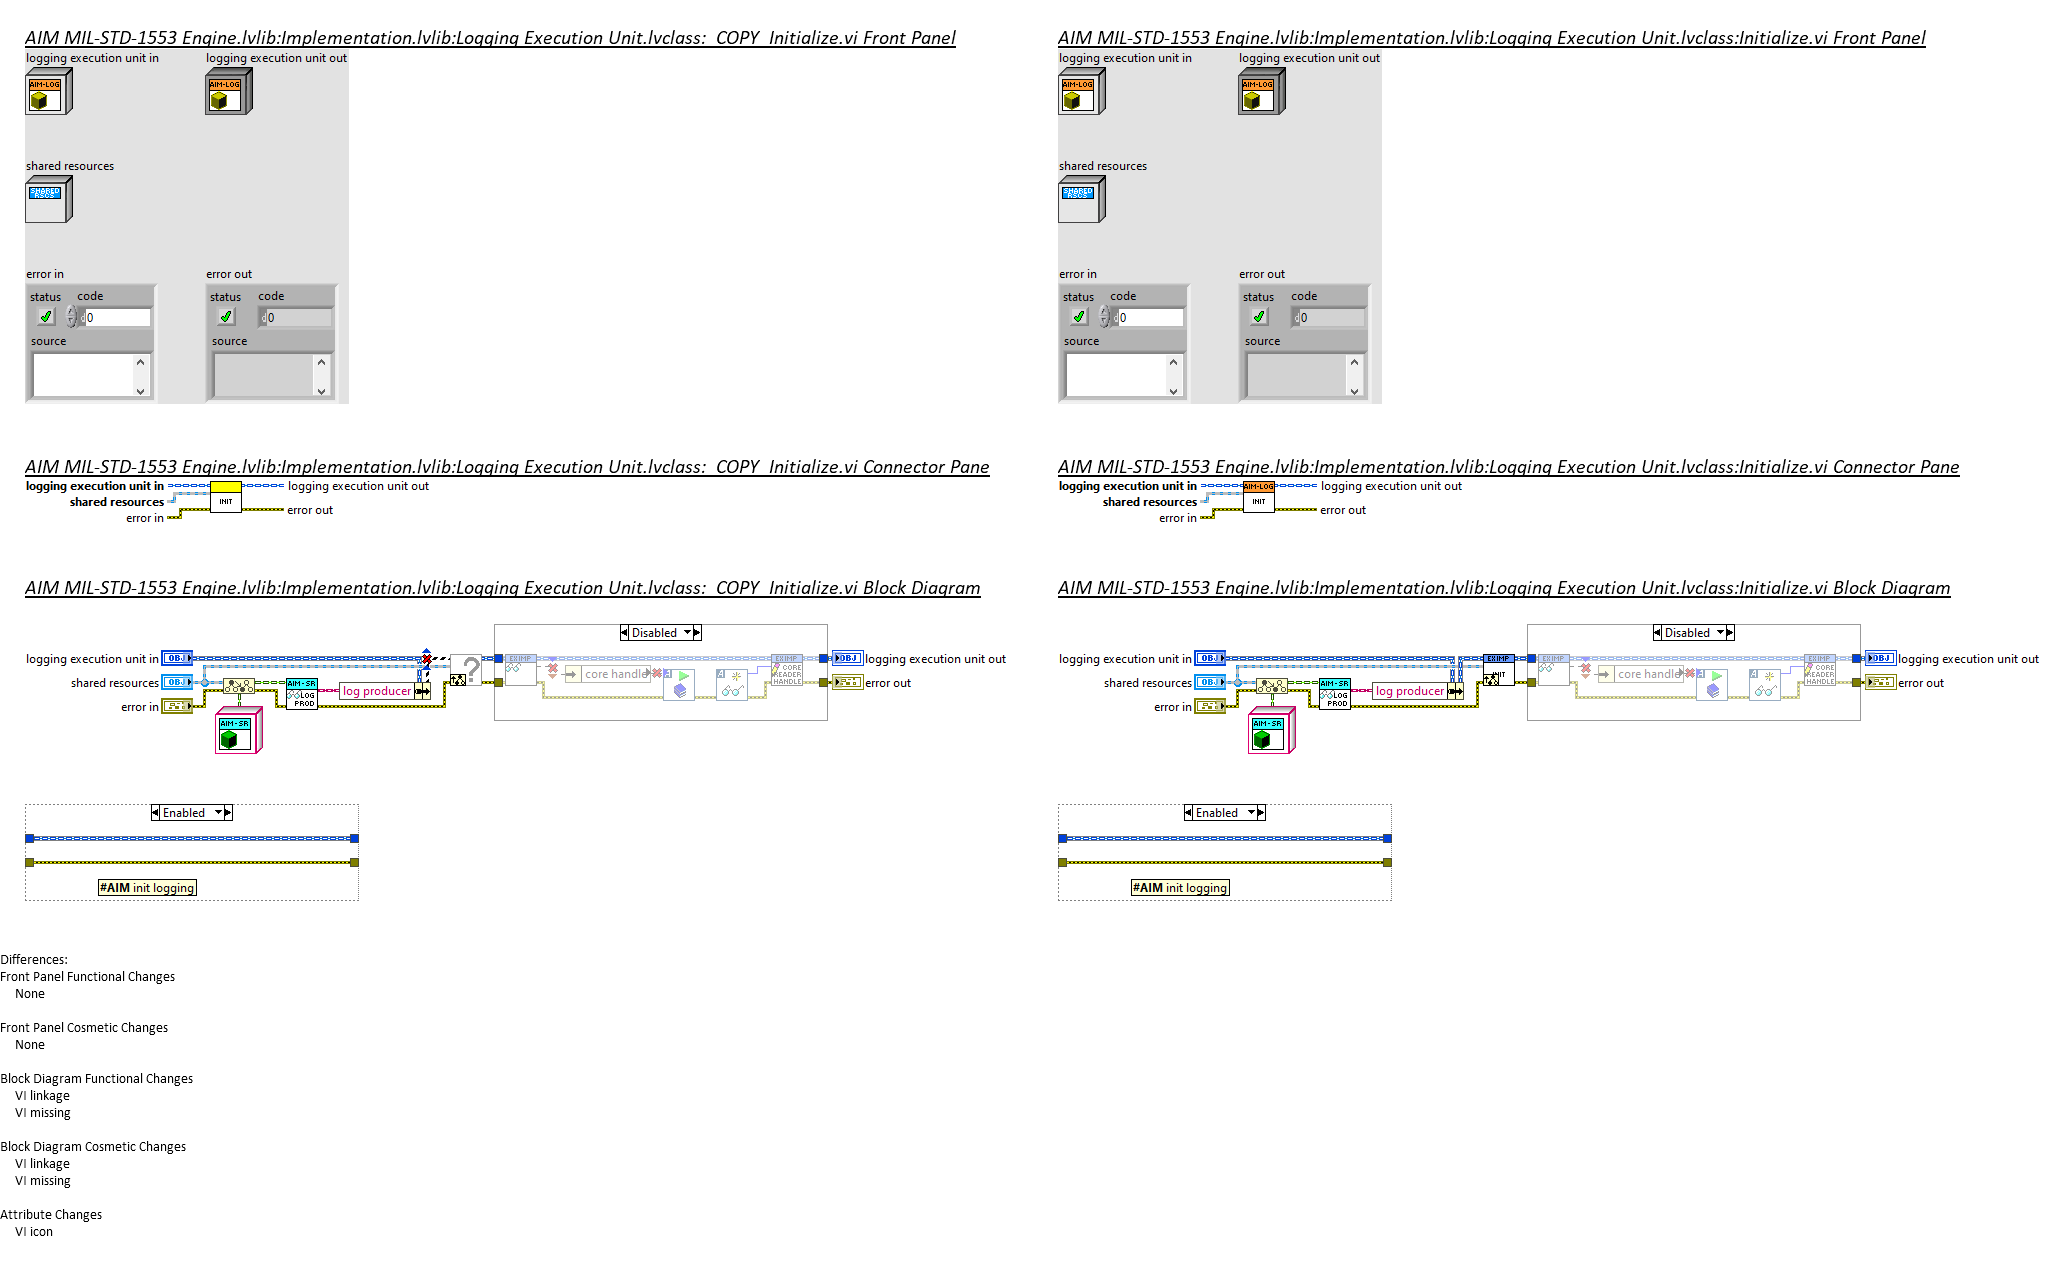 AIM MIL-STD-1553 Engine.lvlib:Implementation.lvlib:Logging Execution Unit.lvclass:_COPY_Initialize.vi Front Panel
logging execution unit in
logging execution unit out
AIM-LOG
AIM-LOG
shared resources
SHARED
RSCS
error in
error out
status
code
status
code
0
0
source
source
AIM MIL-STD-1553 Engine.lvlib:Implementation.lvlib:Logging Execution Unit.lvclass:_COPY_Initialize.vi Connector Pane
logging execution unit in
logging execution unit out
shared resources
INIT
error out
error in
AIM MIL-STD-1553 Engine.lvlib:Implementation.lvlib:Logging Execution Unit.lvclass:_COPY_Initialize.vi Block Diagram
Disabled
logging execution unit in
OBJ
EXIMP
EXIMP
OBJ
logging execution unit out
?
core handle
CORE
READER
HANDLE
shared resources
OBJ
AIM-SR
LOG
PROD
log producer
error out
error in
AIM-SR
Enabled
#AIM init logging
AIM MIL-STD-1553 Engine.lvlib:Implementation.lvlib:Logging Execution Unit.lvclass:Initialize.vi Front Panel
logging execution unit in
logging execution unit out
AIM-LOG
AIM-LOG
shared resources
SHARED
RSCS
error in
error out
status
code
status
code
0
0
source
source
AIM MIL-STD-1553 Engine.lvlib:Implementation.lvlib:Logging Execution Unit.lvclass:Initialize.vi Connector Pane
logging execution unit in
AIM-LOG
logging execution unit out
shared resources
INIT
error out
error in
AIM MIL-STD-1553 Engine.lvlib:Implementation.lvlib:Logging Execution Unit.lvclass:Initialize.vi Block Diagram
Disabled
logging execution unit in
OBJ
EXIMP
EXIMP
EXIMP
OBJ
logging execution unit out
core handle
CORE
READER
HANDLE
shared resources
OBJ
AIM-SR
LOG
PROD
log producer
error out
error in
AIM-SR
Enabled
#AIM init logging
Differences:
Front Panel Functional Changes
None
Front Panel Cosmetic Changes
None
Block Diagram Functional Changes
VI linkage
VI missing
Block Diagram Cosmetic Changes
VI linkage
VI missing
Attribute Changes
VI icon